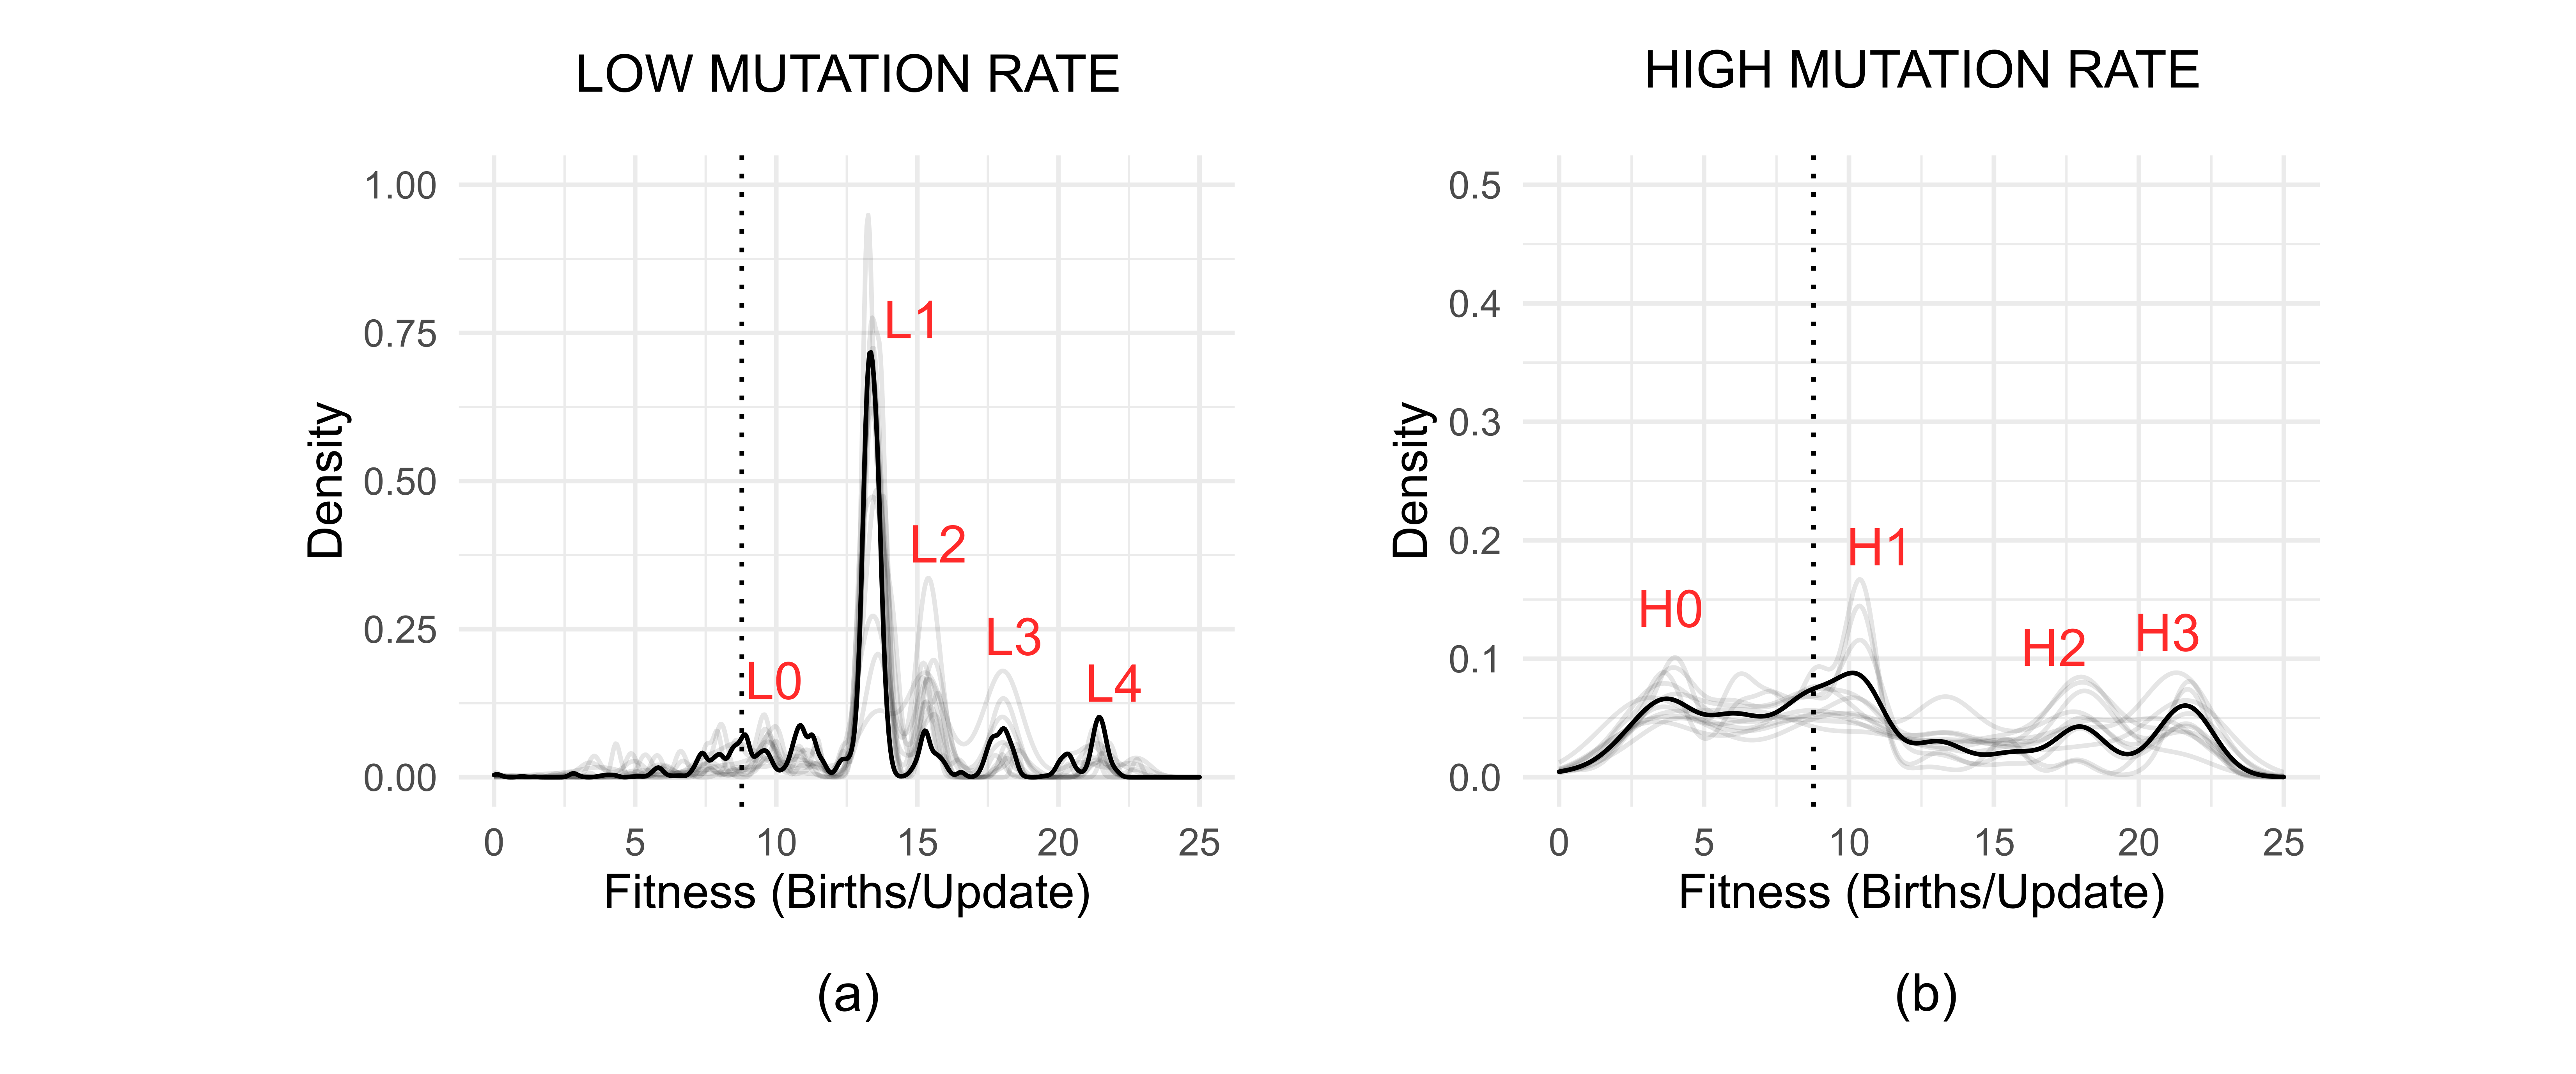 LOW MUTATION RATE
1.00
0.75
0.50
0.25
0.00
Density
L0
L1
L2
L3
L4
0 5 10 15 20 25
Fitness (Births/Update)
(a)
HIGH MUTATION RATE
0.5
0.4
0.3
0.2
0.1
0.0
Density
H0
H1
H2
H3
0 5 10 15 20 25
Fitness (Births/Update)
(b)